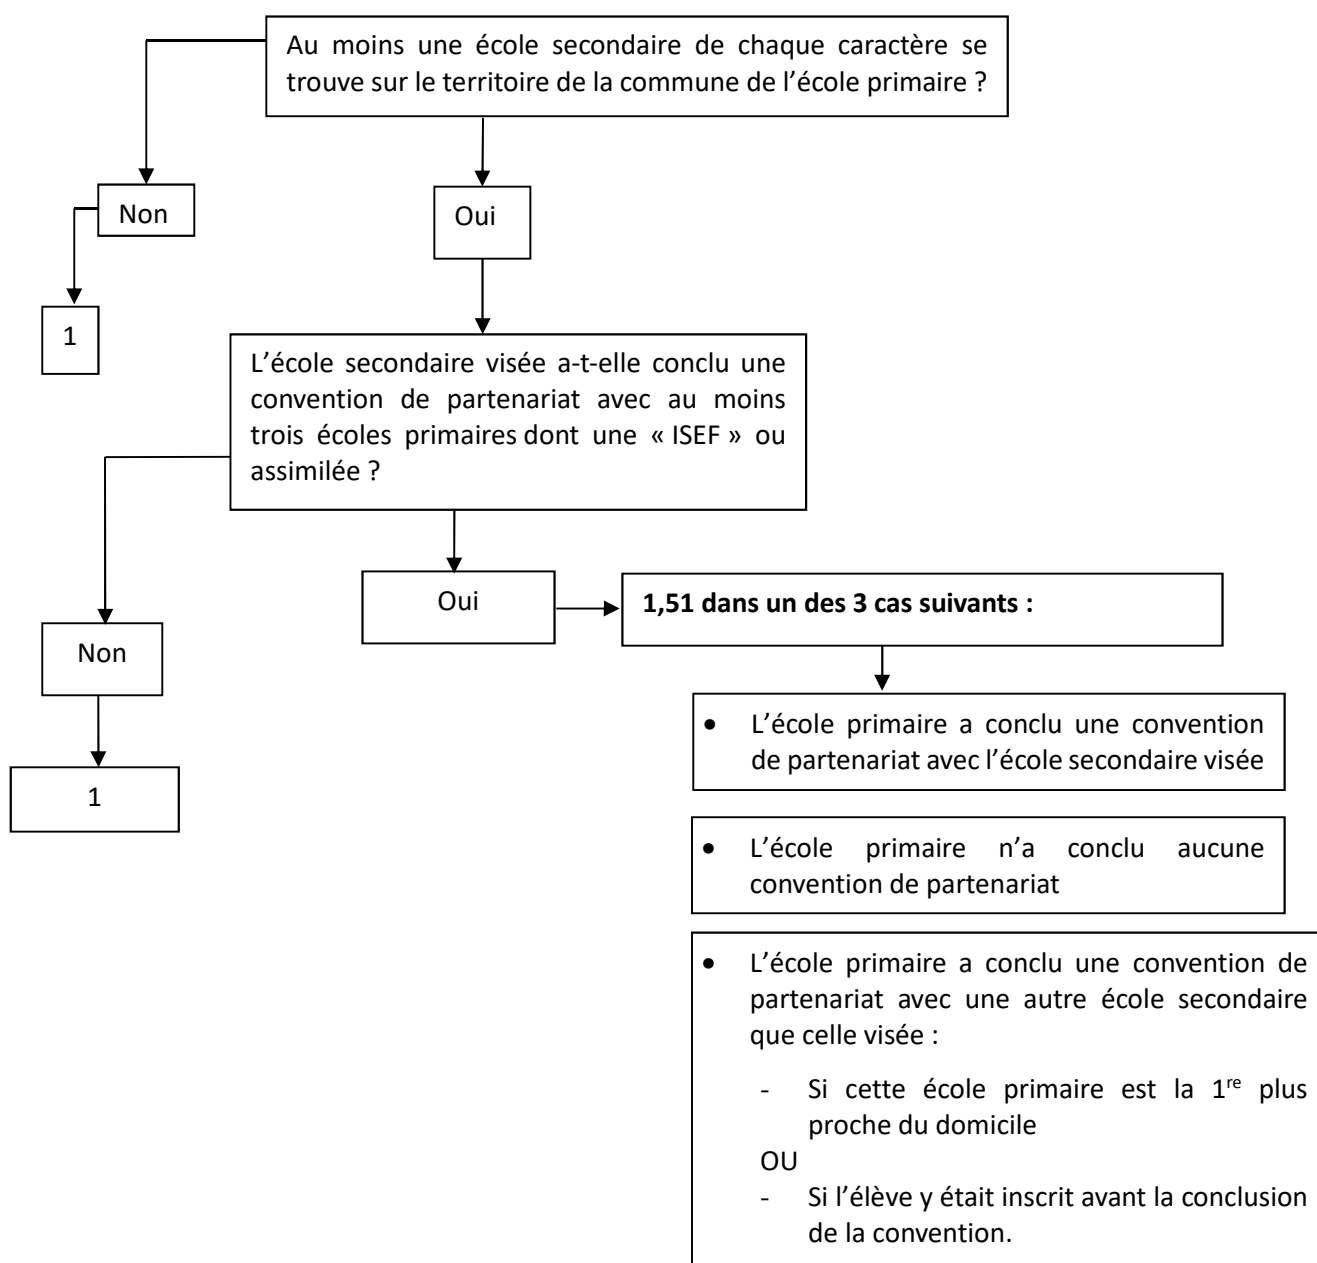 Au moins une école secondaire de chaque caractère se
trouve sur le territoire de la commune de l’école primaire ?
Non
Oui
1
L’école secondaire visée a-t-elle conclu une
convention de partenariat avec au moins
trois écoles primaires dont une « ISEF » ou
assimilée ?
Oui
1,51 dans un des 3 cas suivants :
Non
1
• L’école primaire a conclu une convention
de partenariat avec l’école secondaire visée
• L’école primaire n’a conclu aucune
convention de partenariat
• L’école primaire a conclu une convention de
partenariat avec une autre école secondaire
que celle visée :
- Si cette école primaire est la 1re plus
proche du domicile
OU
- Si l’élève y était inscrit avant la conclusion
de la convention.